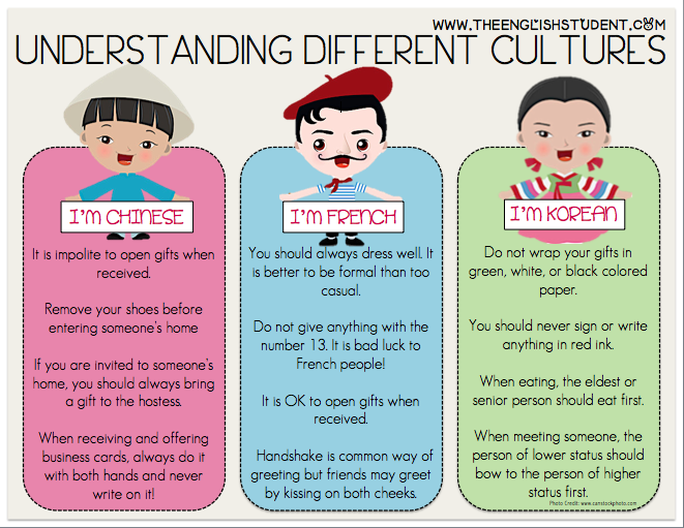 WWW.THEENGLISHSTUDENT.COM
UNDERSTANDING DIFFERENT CULTURES
I'M CHINESE
It is impolite to open gifts when
received.
Remove your shoes before
entering someone's home
If you are invited to someone's
home, you should always bring
a gift to the hostess.
When receiving and offering
business cards, always do it
with both hands and never
write on it!
I'M FRENCH
You should always dress well. It
is better to be formal than too
casual.
Do not give anything with the
number 13. It is bad luck to
French people!
It is OK to open gifts when
received.
Handshake is common way of
greeting but friends may greet
by kissing on both cheeks.
I'M KOREAN
Do not wrap your gifts in
green, white, or black colored
paper.
You should never sign or write
anything in red ink.
When eating, the eldest or
senior person should eat first.
When meeting someone, the
person of lower status should
bow to the person of higher
status first.
Photo Credit: www.canstockphoto.com